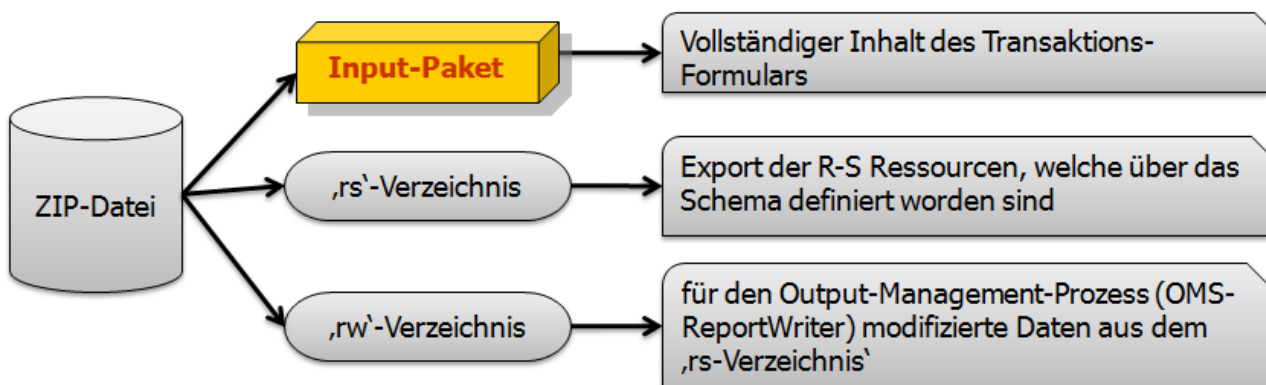 ZIP-Datei
Input-Paket
Vollständiger Inhalt des Transaktions-
Formulars
‚rs‘-Verzeichnis
Export der R-S Ressourcen, welche über das
Schema definiert worden sind
‚rw‘-Verzeichnis
für den Output-Management-Prozess (OMS-
ReportWriter) modifizierte Daten aus dem
‚rs-Verzeichnis‘